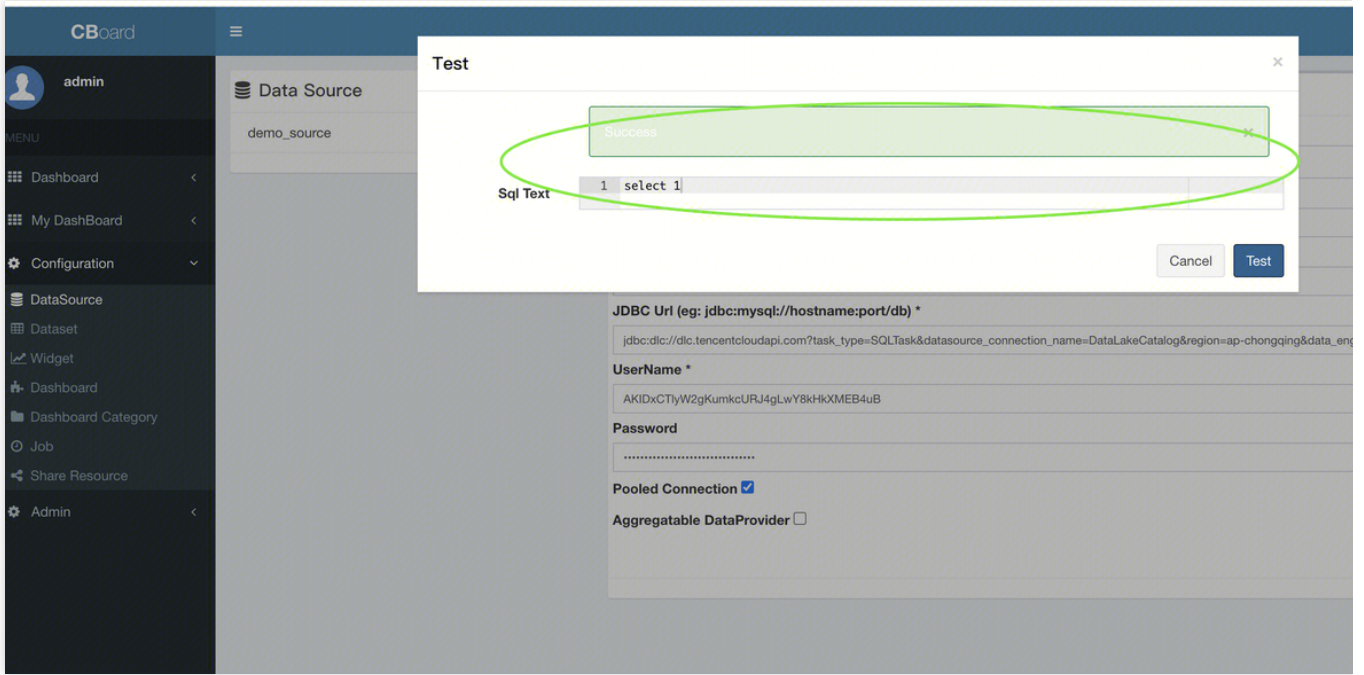 CBoard
admin
MENU
Dashboard
My DashBoard
Configuration
DataSource
Dataset
Widget
Dashboard
Dashboard Category
Job
Share Resource
Admin
Data Source
demo_source
Test
×
Success
×
Sql Text
1 select 1
Cancel
Test
JDBC Url (eg: jdbc:mysql://hostname:port/db) *
jdbc:dlc://dlc.tencentcloudapi.com?task_type=SQLTask&datasource_connection_name=DataLakeCatalog&region=ap-chongqing&data_eng
UserName *
AKIDxCTlyW2gKumkcURJ4gLwY8kHkXMEB4uB
Password
Pooled Connection
Aggregatable DataProvider